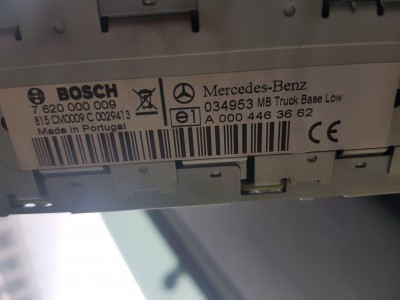 BOSCH
7 620 000 009
815 CM0009 C 0029413
Made in Portugal
Mercedes-Benz
e1 034953 MB Truck Base Low
A 000 446 36 62
CE